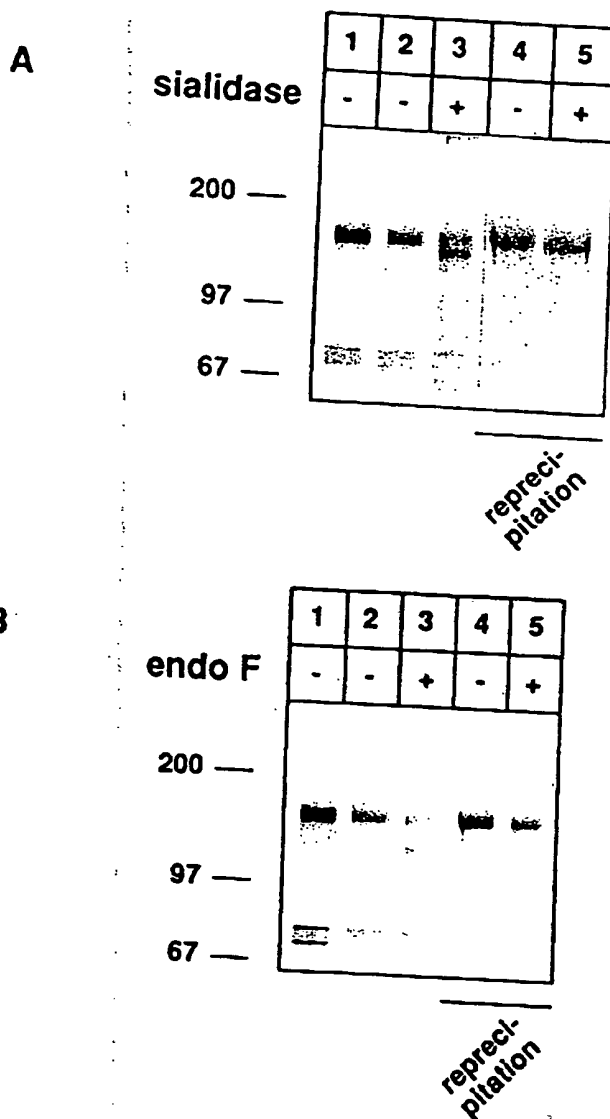 A
1 2 3 4 5
sialidase - - + - +
200
97
67
repreci-
pitation
B
1 2 3 4 5
endo F - - + - +
200
97
67
repreci-
pitation